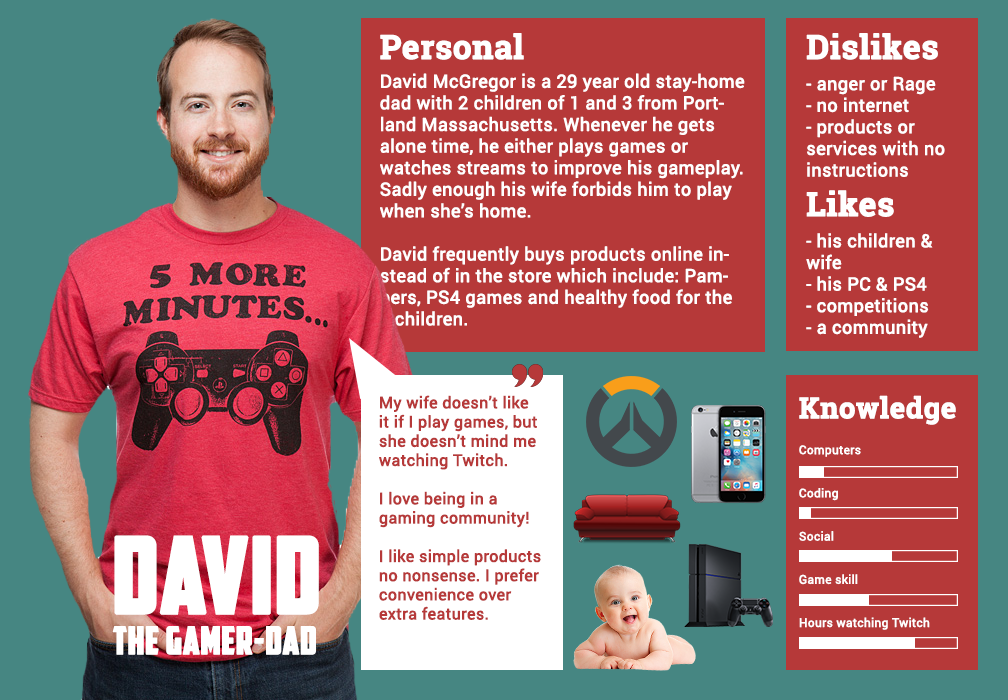 Personal
David McGregor is a 29 year old stay-home
dad with 2 children of 1 and 3 from Port-
land Massachusetts. Whenever he gets
alone time, he either plays games or
watches streams to improve his gameplay.
Sadly enough his wife forbids him to play
when she's home.
David frequently buys products online in-
stead of in the store which include: Pam-
pers, PS4 games and healthy food for the
children.
Dislikes
- anger or Rage
- no internet
- products or
services with no
instructions
Likes
- his children &
wife
- his PC & PS4
- competitions
- a community
5 MORE
MINUTES...
SELECT
START
DAVID
THE GAMER-DAD
”
My wife doesn't like
it if I play games, but
she doesn't mind me
watching Twitch.
I love being in a
gaming community!
I like simple products
no nonsense. I prefer
convenience over
extra features.
Knowledge
Computers
Coding
Social
Game skill
Hours watching Twitch